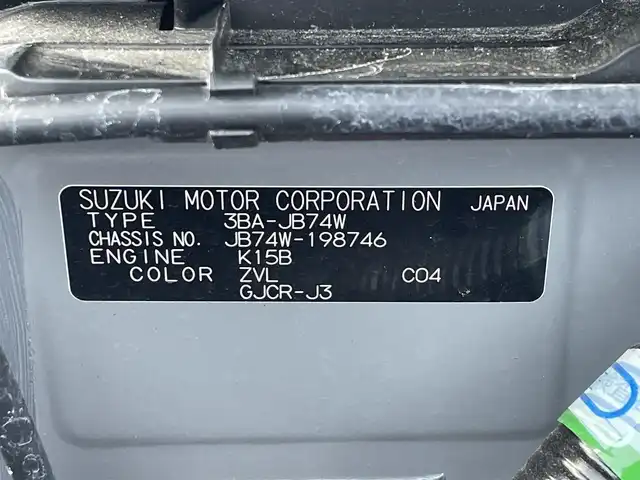 SUZUKI MOTOR CORPORATION JAPAN
TYPE 3BA-JB74W
CHASSIS NO. JB74W-198746
ENGINE K15B
COLOR ZVL C04
GJCR-J3